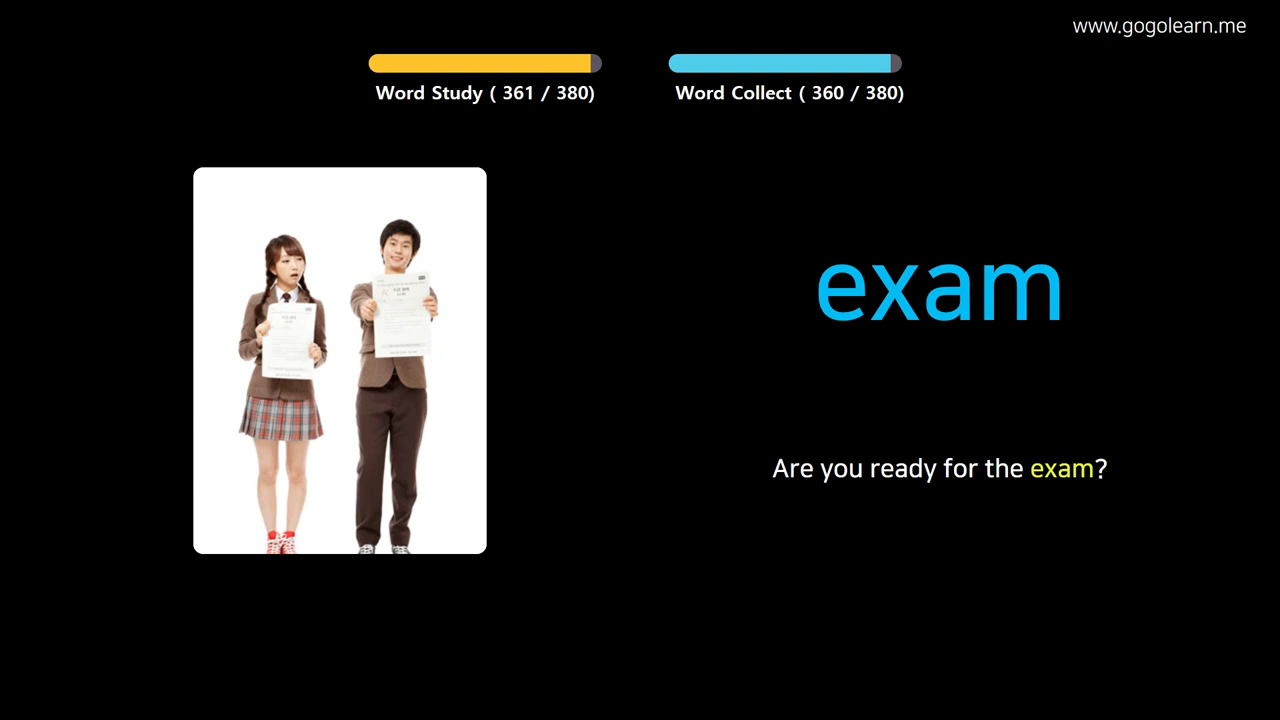 www.gogolearn.me
Word Study ( 361 / 380)
Word Collect ( 360 / 380)
exam
Are you ready for the exam?